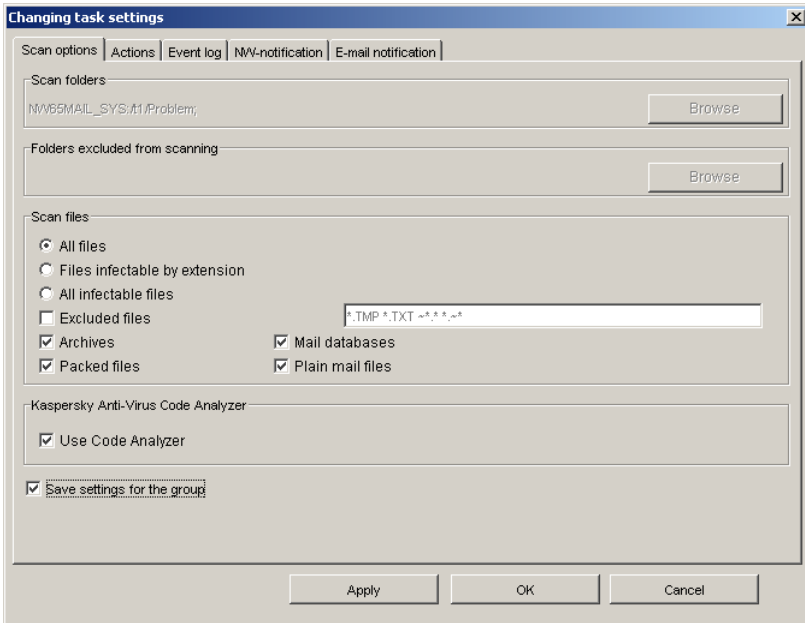 Changing task settings
Scan options Actions Event log NW-notification E-mail notification
Scan folders
NW65MAIL_SYS:/t1/Problem;
Browse
Folders excluded from scanning
Browse
Scan files
All files
Files infectable by extension
All infectable files
Excluded files *.TMP *.TXT ~*.* *.~*
Archives Mail databases
Packed files Plain mail files
Kaspersky Anti-Virus Code Analyzer
Use Code Analyzer
Save settings for the group
Apply OK Cancel